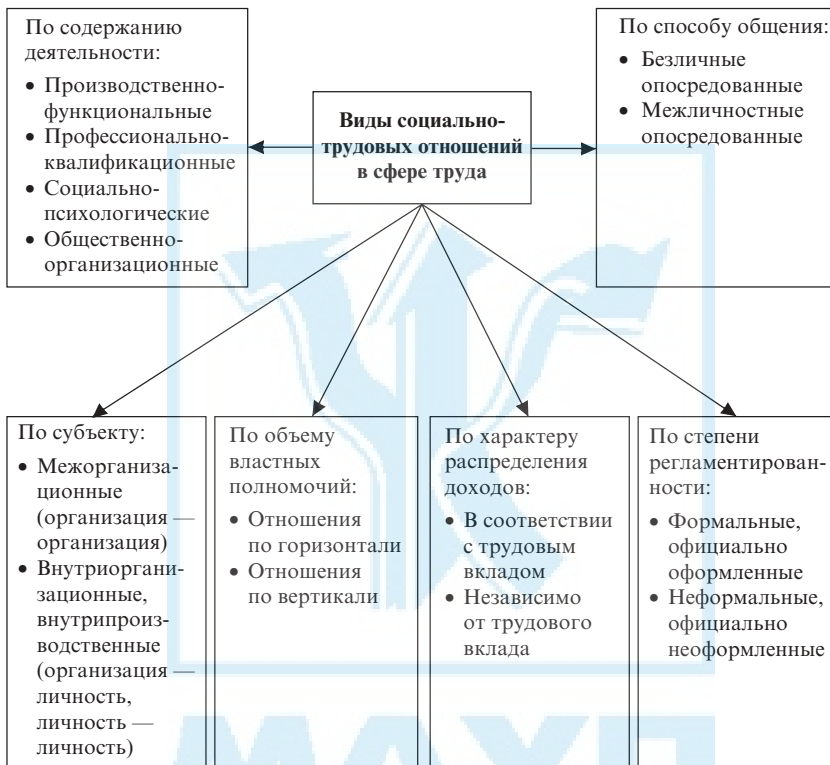 По содержанию
деятельности:
• Производственно-
функциональные
• Профессионально-
квалификационные
• Социально-
психологические
• Общественно-
организационные
Виды социально-
трудовых отношений
в сфере труда
По способу общения:
• Безличные
опосредованные
• Межличностные
опосредованные
По субъекту:
• Межорганиза-
ционные
(организация —
организация)
• Внутриоргани-
зационные,
внутрипроиз-
водственные
(организация —
личность,
личность —
личность)
По объему
властных
полномочий:
• Отношения
по горизонтали
• Отношения
по вертикали
По характеру
распределения
доходов:
• В соответствии
с трудовым
вкладом
• Независимо
от трудового
вклада
По степени
регламентирован-
ности:
• Формальные,
официально
оформленные
• Неформальные,
официально
неоформленные